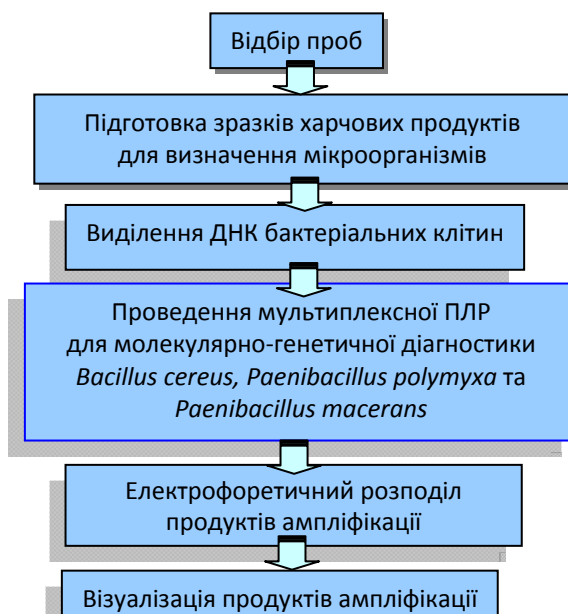 Відбір проб
Підготовка зразків харчових продуктів
для визначення мікроорганізмів
Виділення ДНК бактеріальних клітин
Проведення мультиплексної ПЛР
для молекулярно-генетичної діагностики
Bacillus cereus, Paenibacillus polymyxa та
Paenibacillus macerans
Електрофоретичний розподіл
продуктів ампліфікації
Візуалізація продуктів ампліфікації